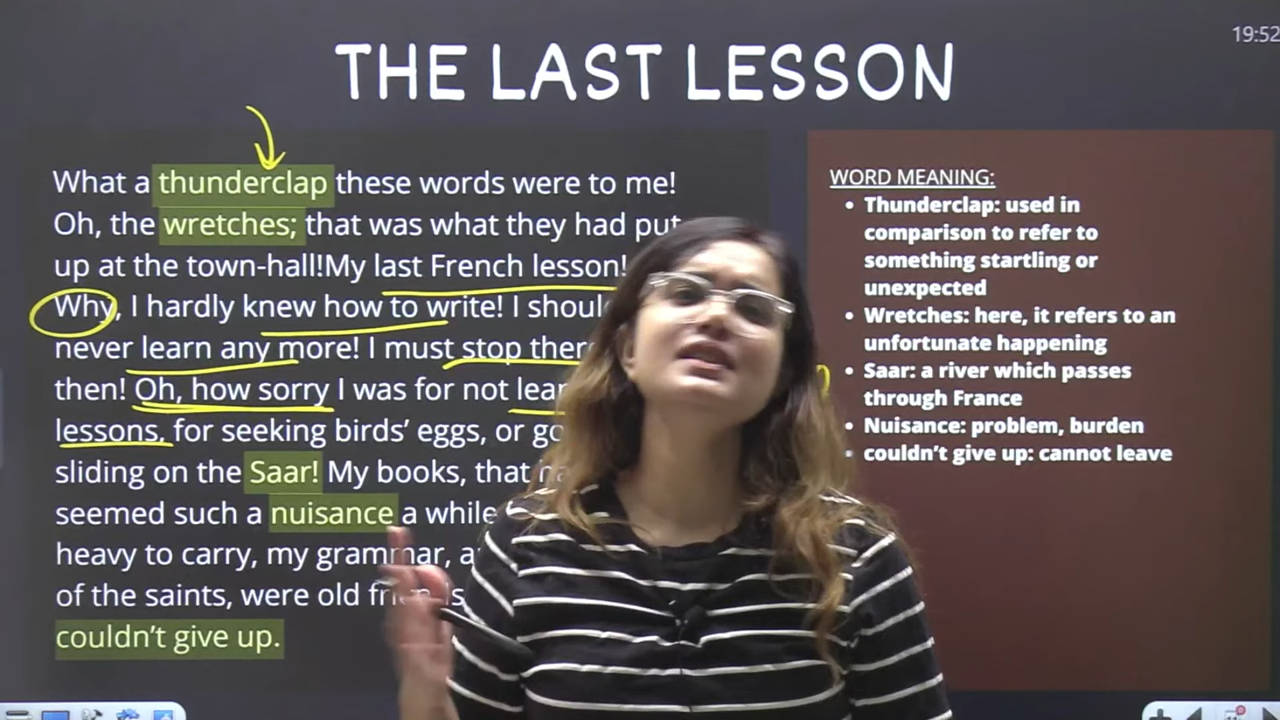 19:52
THE LAST LESSON
What a thunderclap these words were to me!
Oh, the wretches; that was what they had put
up at the town-hall!My last French lesson!
Why, I hardly knew how to write! I
never learn any more! I must stop
then! Oh, how sorry I was for not
lessons, for seeking birds' eggs, or
sliding on the Saar! My books, that
seemed such a nuisance a while
heavy to carry, my grammar,
of the saints, were old
couldn't give up.
WORD MEANING:
• Thunderclap: used in
comparison to refer to
something startling or
unexpected
• Wretches: here, it refers to an
unfortunate happening
• Saar: a river which passes
through France
• Nuisance: problem, burden
• couldn't give up: cannot leave